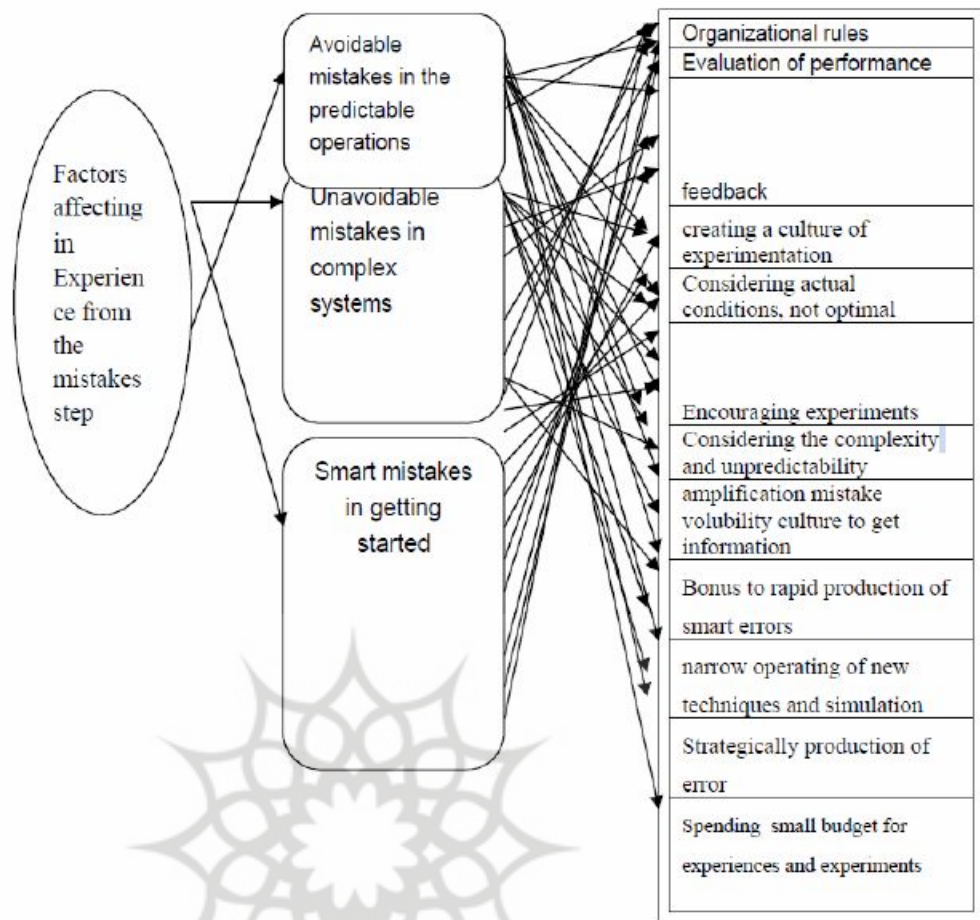 Factors
affecting
in
Experien
ce from
the
mistakes
step
Avoidable
mistakes in the
predictable
operations
Unavoidable
mistakes in
complex
systems
Smart mistakes
in getting
started
Organizational rules
Evaluation of performance
feedback
creating a culture of
experimentation
Considering actual
conditions, not optimal
Encouraging experiments
Considering the complexity
and unpredictability
amplification mistake
volubility culture to get
information
Bonus to rapid production of
smart errors
narrow operating of new
techniques and simulation
Strategically production of
error
Spending small budget for
experiences and experiments